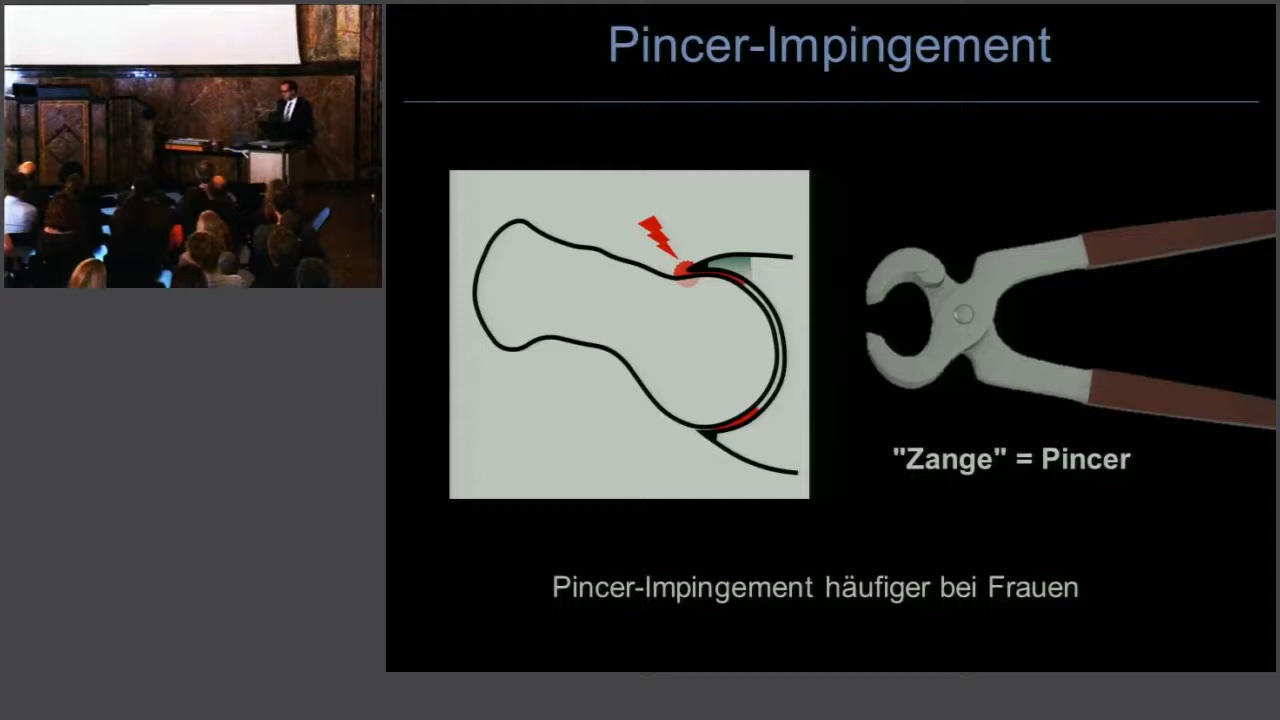 Pincer-Impingement
"Zange" = Pincer
Pincer-Impingement häufiger bei Frauen